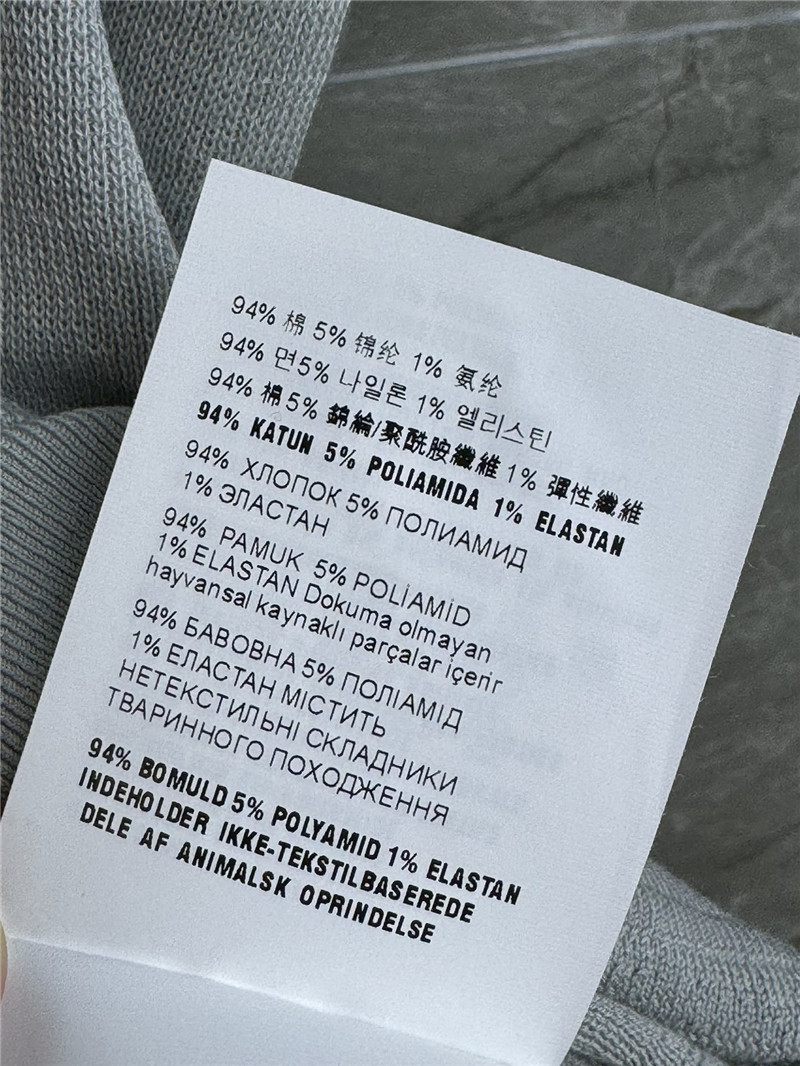 94% 棉 5% 锦纶 1% 氨纶
94% 면5% 나일론 1% 엘리스틴
94% 棉5% 錦綸/聚酰胺纖維 1% 彈性纖維
94% KATUN 5% POLIAMIDA 1% ELASTAN
94% ХЛОПОК 5% ПОЛИАМИД
1% ЭЛАСТАН
94% PAMUK 5% POLİAMİD
1% ELASTAN Dokuma olmayan
hayvansal kaynaklı parçalar içerir
94% БАВОВНА 5% ПОЛІАМІД
1% ЕЛАСТАН МІСТИТЬ
НЕТЕКСТИЛЬНІ СКЛАДНИКИ
ТВАРИННОГО ПОХОДЖЕННЯ
94% BOMULD 5% POLYAMID 1% ELASTAN
INDEHOLDER IKKE-TEKSTILBASEREDE
DELE AF ANIMALSK OPRINDELSE